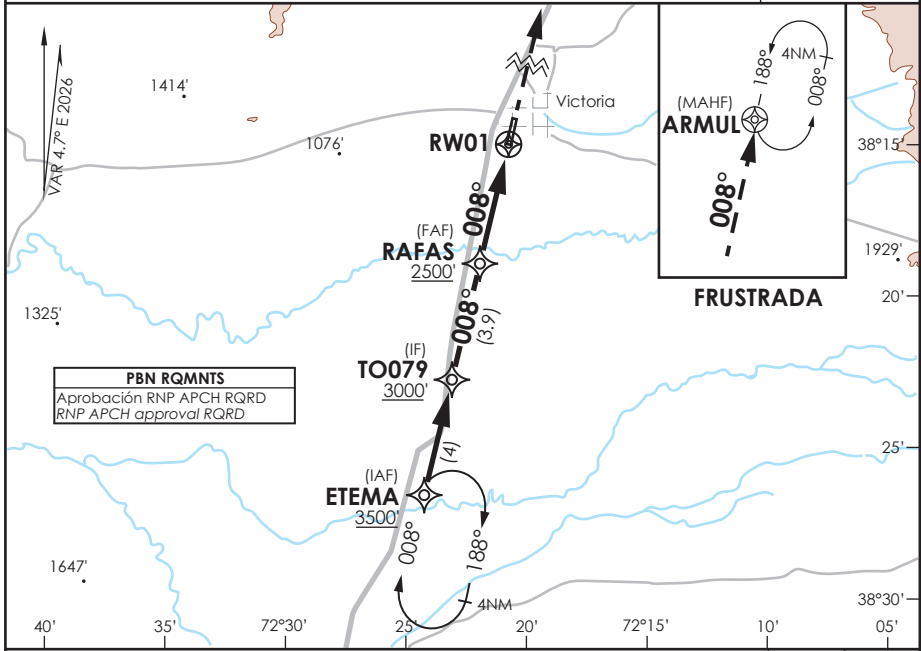 VAR 4.7° E 2026
1414'
1076'
Victoria
RW01
008°
(FAF)
RAFAS
2500'
008°
(3.9)
(IF)
TO079
3000'
(4)
(IAF)
ETEMA
3500'
008°
188°
4NM
1325'
1647'
PBN RQMNTS
Aprobación RNP APCH RQRD
RNP APCH approval RQRD
188°
4NM
008°
(MAHF)
ARMUL
008°
FRUSTRADA
38°15'
1929'
20'
25'
38°30'
40'
35'
72°30'
25'
20'
72°15'
10'
05'